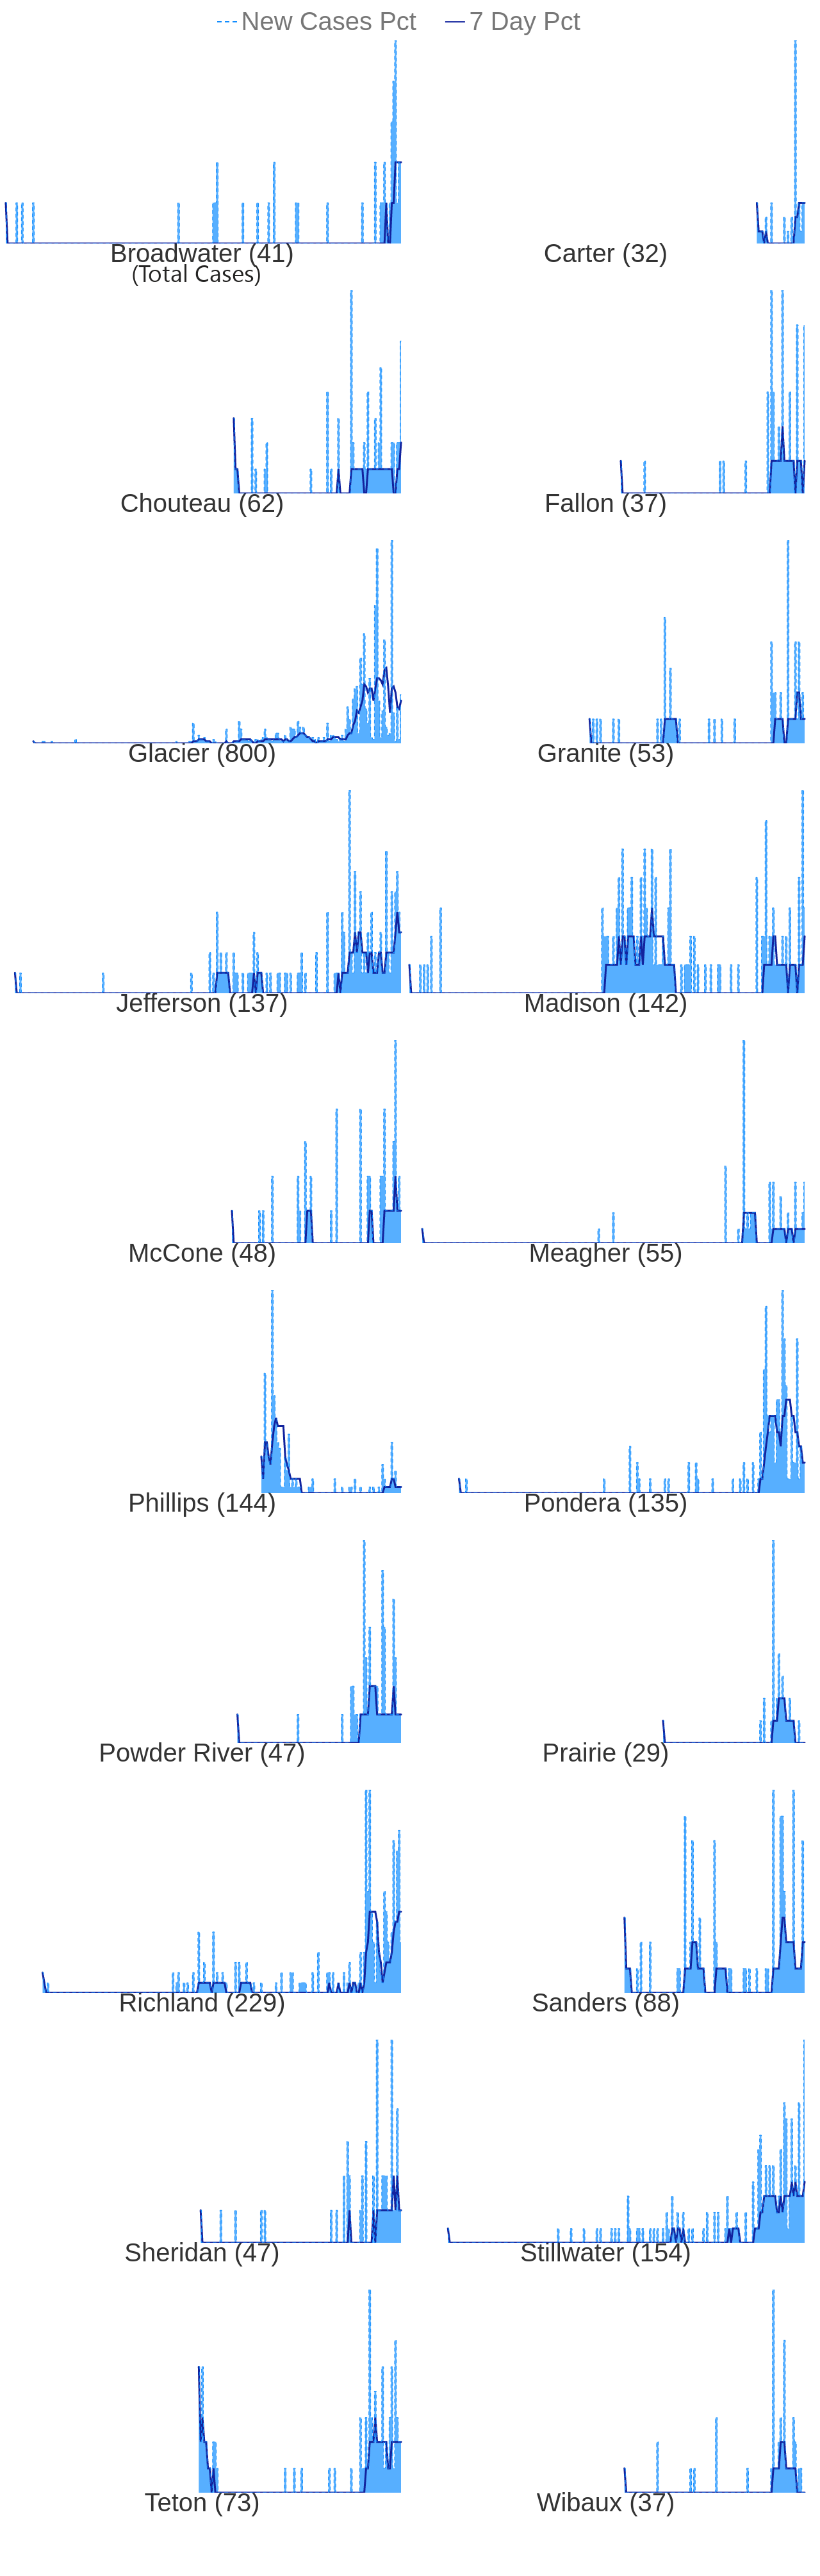 New Cases Pct 7 Day Pct
Broadwater (41) Carter (32)
(Total Cases)
Chouteau (62) Fallon (37)
Glacier (800) Granite (53)
Jefferson (137) Madison (142)
McCone (48) Meagher (55)
Phillips (144) Pondera (135)
Powder River (47) Prairie (29)
Richland (229) Sanders (88)
Sheridan (47) Stillwater (154)
Teton (73) Wibaux (37)